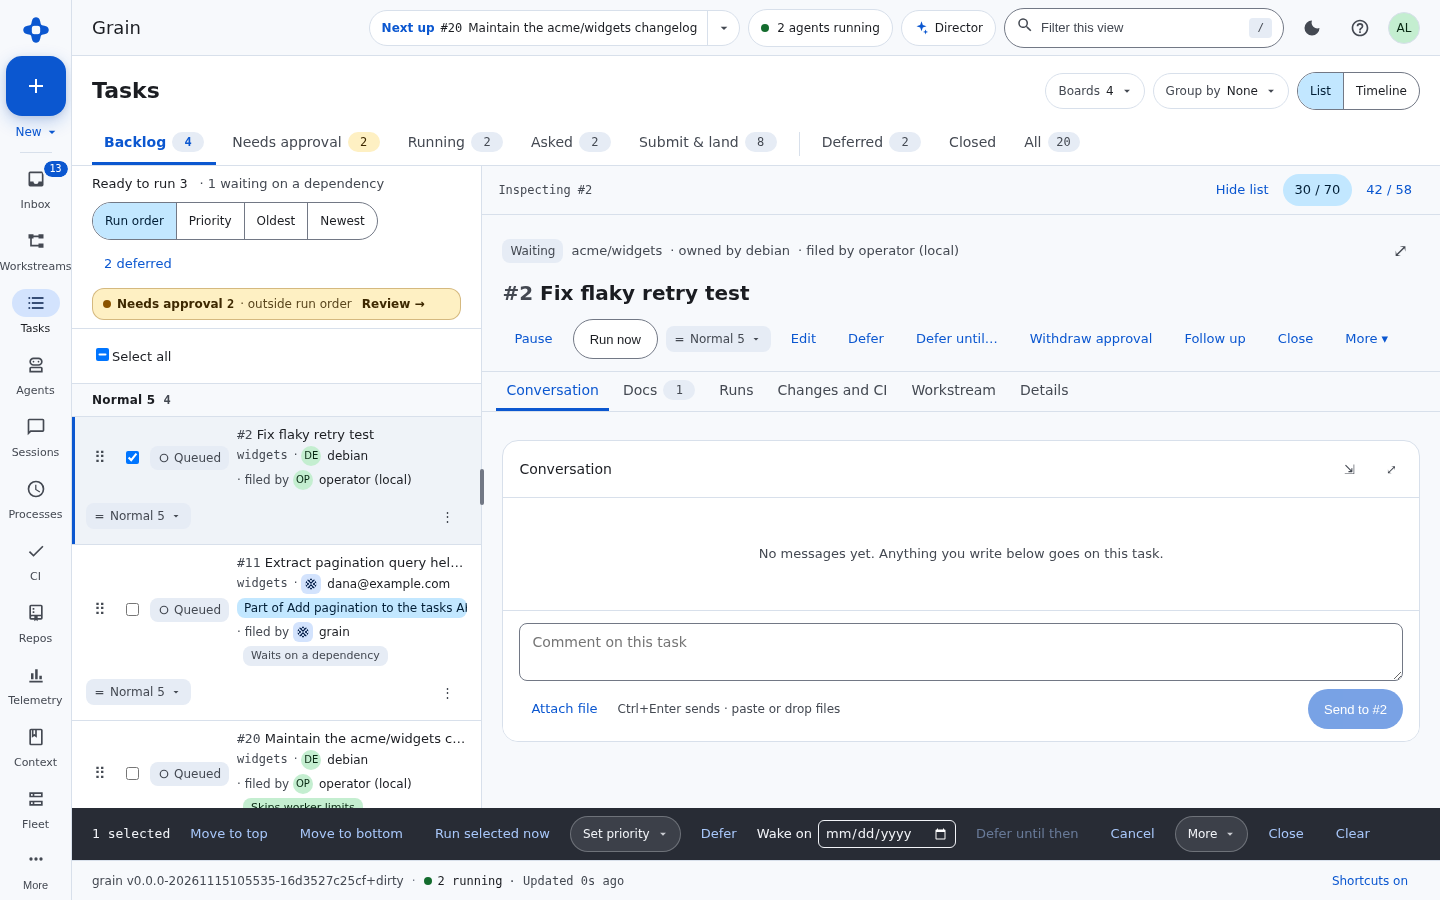 Grain
Next up #20 Maintain the acme/widgets changelog
2 agents running
Director
Filter this view /
AL
New
13
Inbox
Workstreams
Tasks
Agents
Sessions
Processes
CI
Repos
Telemetry
Context
Fleet
More
Tasks
Boards 4
Group by None
List
Timeline
Backlog 4
Needs approval 2
Running 2
Asked 2
Submit & land 8
Deferred 2
Closed
All 20
Ready to run 3 · 1 waiting on a dependency
Run order
Priority
Oldest
Newest
2 deferred
Needs approval 2 · outside run order Review →
Select all
Normal 5 4
#2 Fix flaky retry test
Queued
widgets · DE debian
· filed by OP operator (local)
= Normal 5
#11 Extract pagination query hel…
Queued
widgets · dana@example.com
Part of Add pagination to the tasks
· filed by grain
Waits on a dependency
= Normal 5
#20 Maintain the acme/widgets c…
Queued
widgets · DE debian
· filed by OP operator (local)
Skips worker limits
Inspecting #2
Hide list
30 / 70
42 / 58
Waiting acme/widgets · owned by debian · filed by operator (local)
#2 Fix flaky retry test
Pause
Run now
= Normal 5
Edit
Defer
Defer until…
Withdraw approval
Follow up
Close
More ▾
Conversation
Docs 1
Runs
Changes and CI
Workstream
Details
Conversation
No messages yet. Anything you write below goes on this task.
Comment on this task
Attach file
Ctrl+Enter sends · paste or drop files
Send to #2
1 selected
Move to top
Move to bottom
Run selected now
Set priority
Defer
Wake on mm/dd/yyyy
Defer until then
Cancel
More
Close
Clear
grain v0.0.0-20261115105535-16d3527c25cf+dirty · 2 running · Updated 0s ago
Shortcuts on